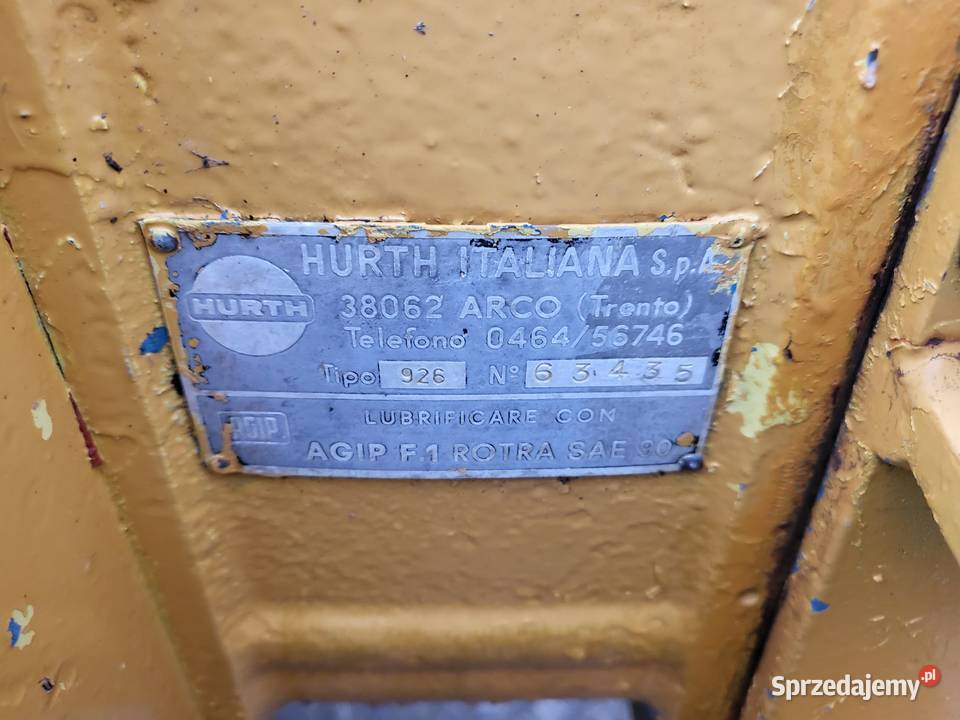 HURTH ITALIANA S.p.A.
HURTH
38062 ARCO (Trento)
Telefono 0464/56746
Tipo 926 Nº 63435
AGIP
LUBRIFICARE CON
AGIP F.1 ROTRA SAE 90
Sprzedajemy.pl